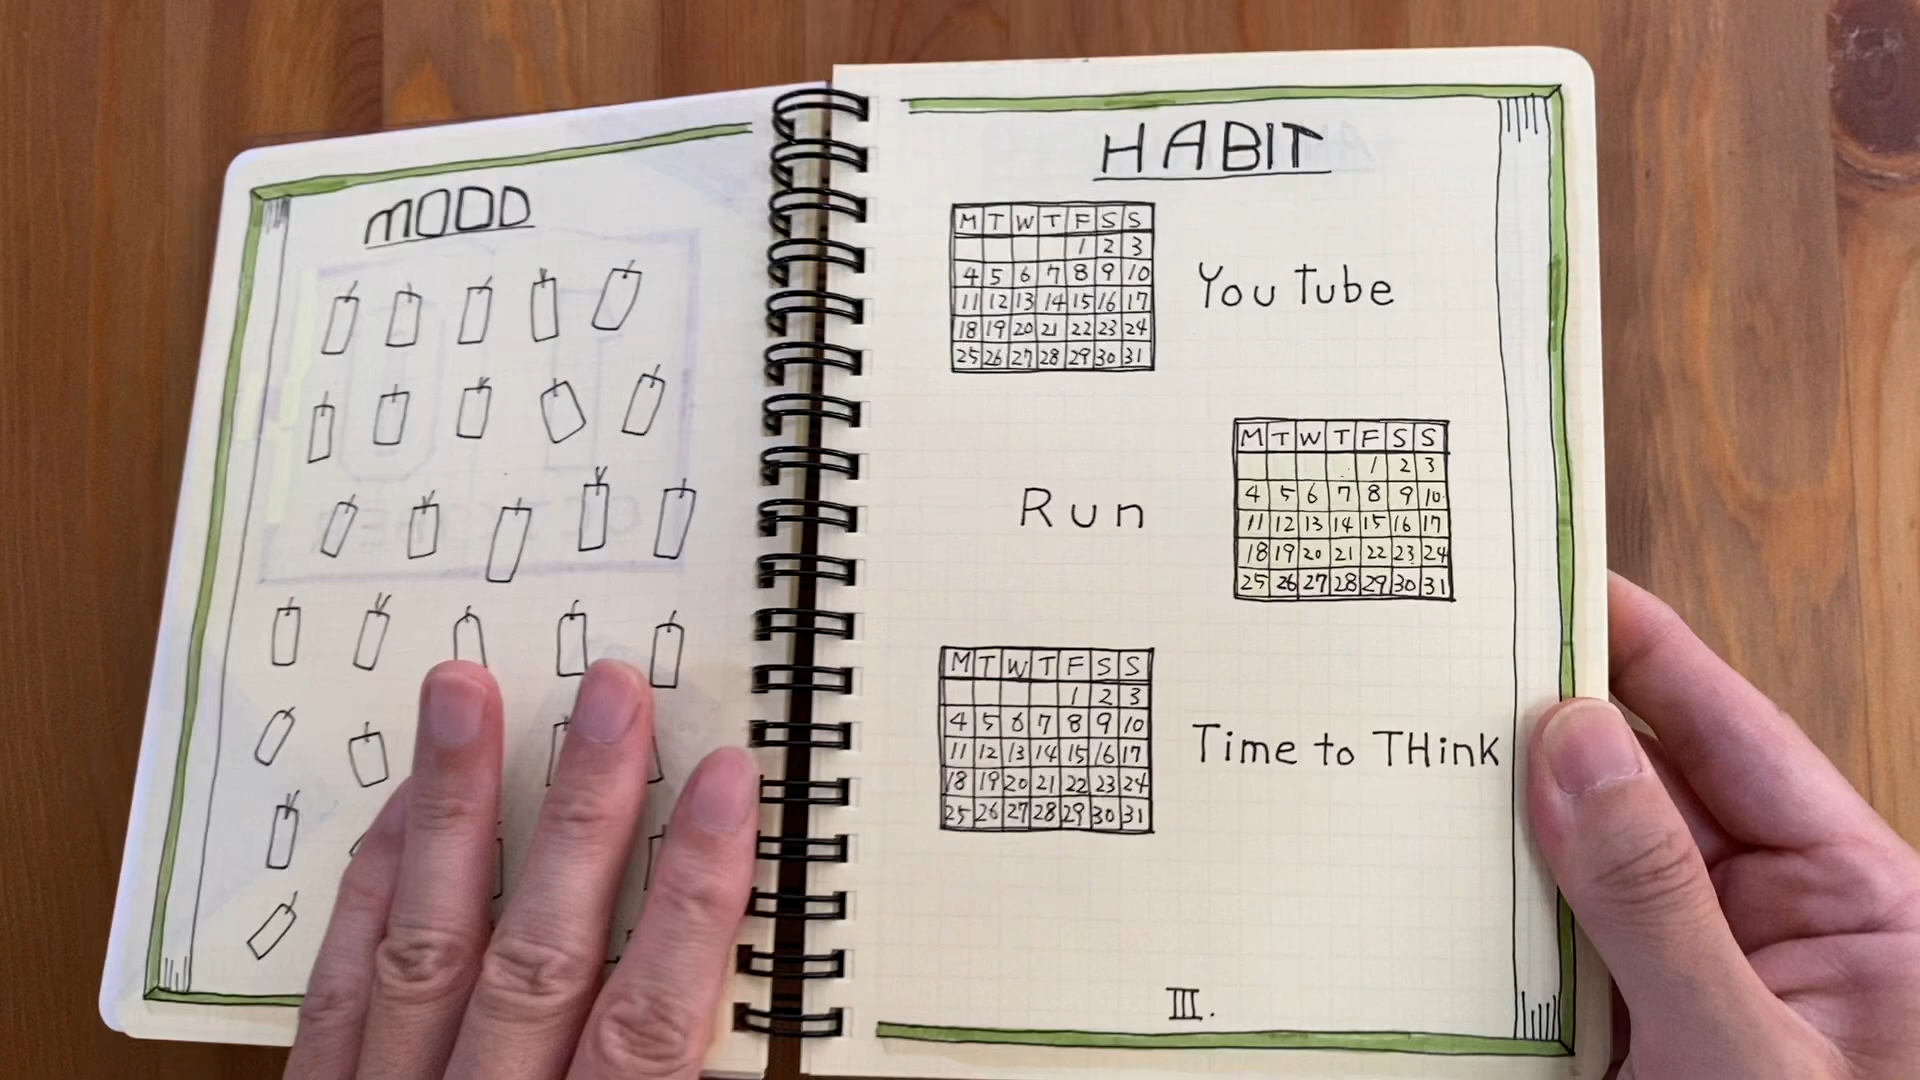 MOOD
HABIT
M T W T F S S
1 2 3
4 5 6 7 8 9 10
11 12 13 14 15 16 17
18 19 20 21 22 23 24
25 26 27 28 29 30 31
YouTube
Run
M T W T F S S
1 2 3
4 5 6 7 8 9 10
11 12 13 14 15 16 17
18 19 20 21 22 23 24
25 26 27 28 29 30 31
M T W T F S S
1 2 3
4 5 6 7 8 9 10
11 12 13 14 15 16 17
18 19 20 21 22 23 24
25 26 27 28 29 30 31
Time to THink
III.